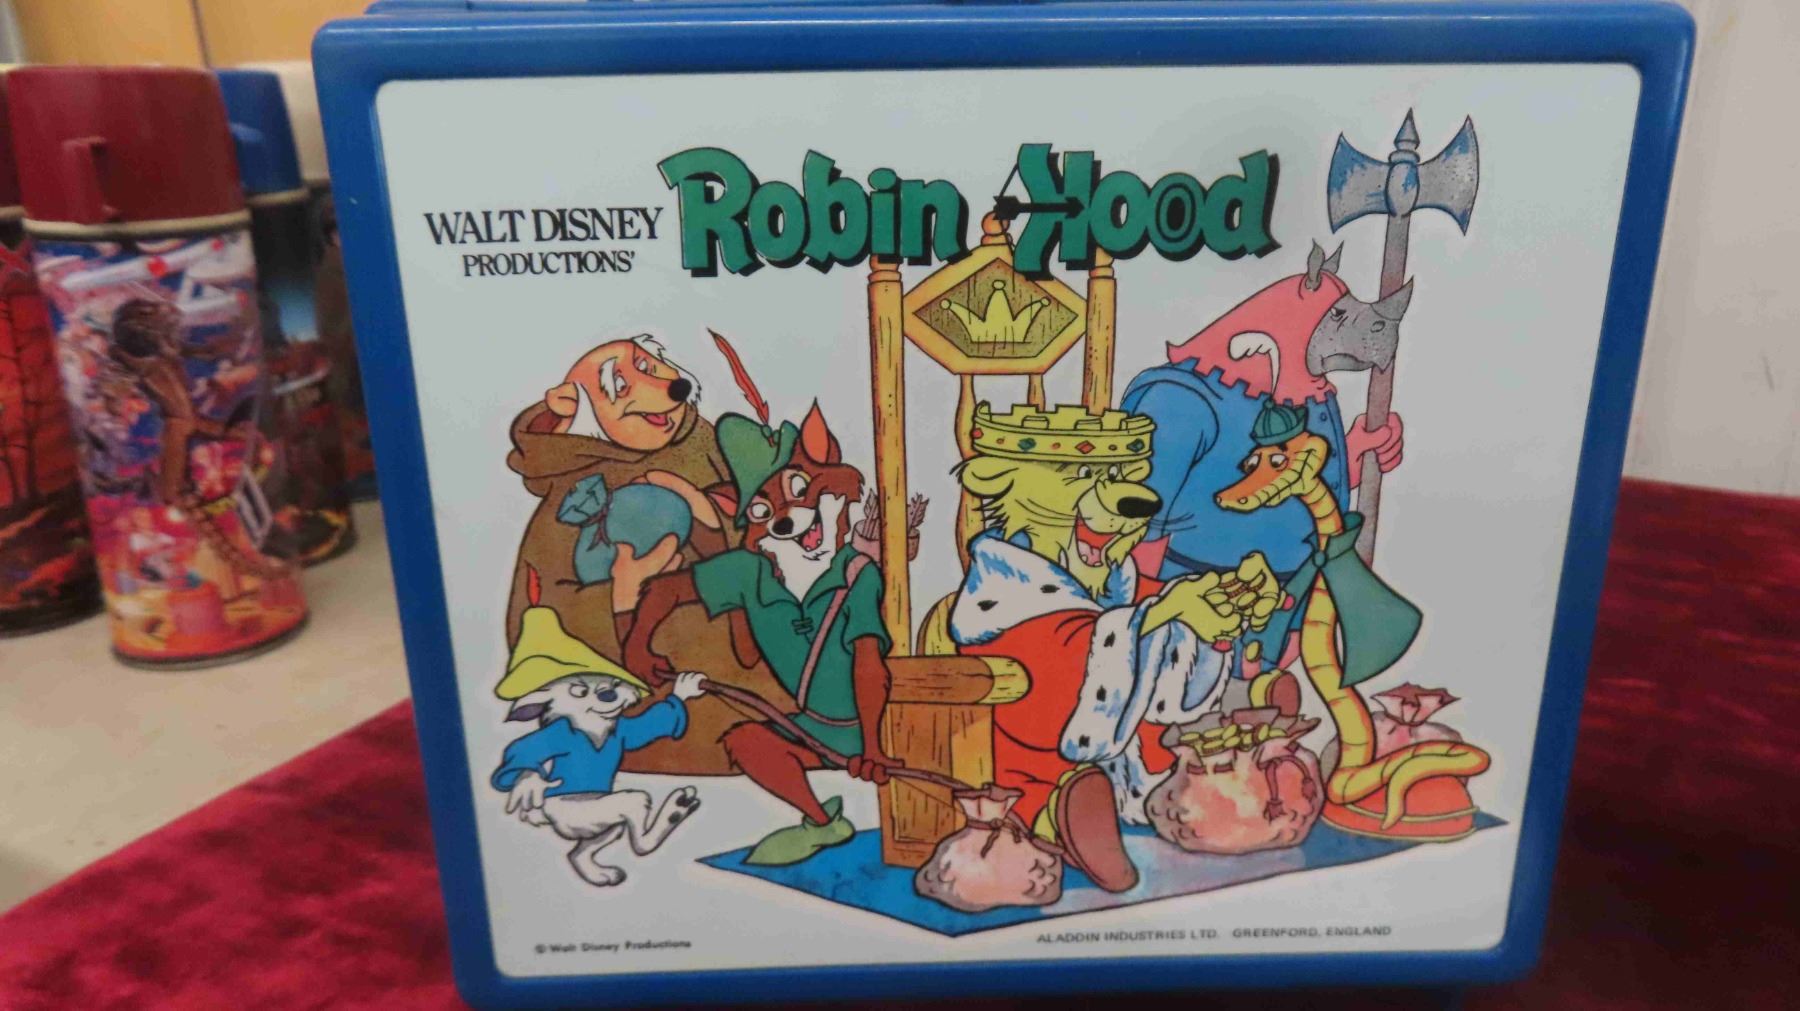 WALT DISNEY
PRODUCTIONS'
Robin Hood
© Walt Disney Productions
ALADDIN INDUSTRIES LTD. GREENFORD, ENGLAND